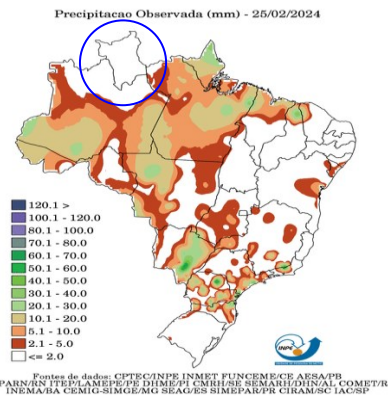 Precipitacao Observada (mm) - 25/02/2024
120.1 >
100.1 - 120.0
80.1 - 100.0
70.1 - 80.0
60.1 - 70.0
50.1 - 60.0
40.1 - 50.0
30.1 - 40.0
20.1 - 30.0
10.1 - 20.0
5.1 - 10.0
2.1 - 5.0
<= 2.0
INPE
Fontes de dados: CPTEC/INPE INMET FUNCEME/CE AESA/PB
PARN/RN ITEP/LAMEPE/PE DHME/PI CMRH/SE SEMARH/DHN/AL COMET/R
INEMA/BA CEMIG-SIMGE/MG SEAG/ES SIMEPAR/PR CIRAM/SC IAC/SP